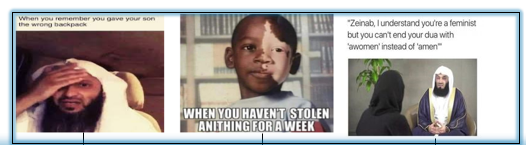 When you remember you gave your son
the wrong backpack
WHEN YOU HAVEN'T STOLEN
ANITHING FOR A WEEK
"Zeinab, I understand you're a feminist
but you can't end your dua with
'awomen' instead of 'amen'"